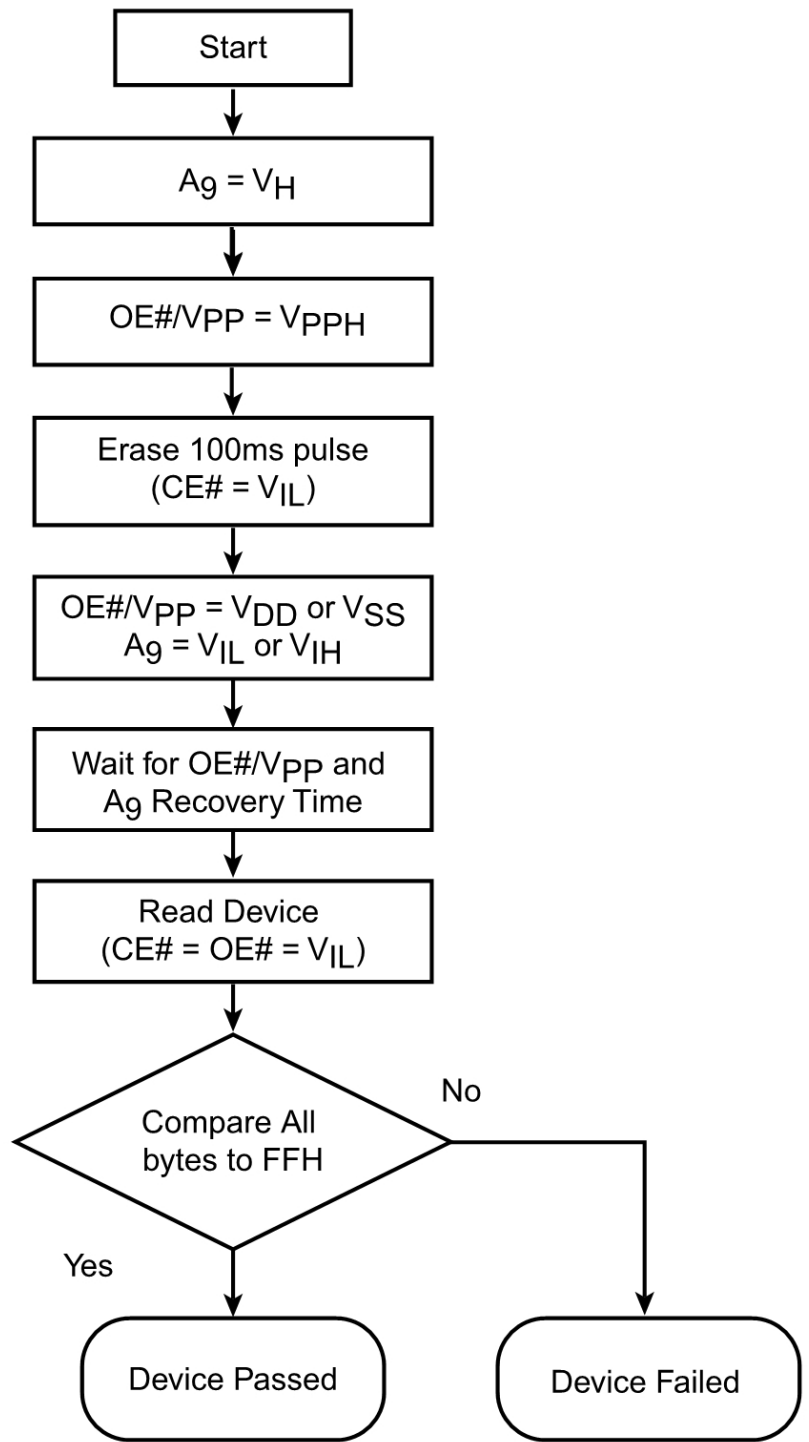 Start
A9 = VH
OE#/VPP = VPPH
Erase 100ms pulse
(CE# = VIL)
OE#/VPP = VDD or VSS
A9 = VIL or VIH
Wait for OE#/VPP and
A9 Recovery Time
Read Device
(CE# = OE# = VIL)
Compare All
bytes to FFH
No
Yes
Device Passed
Device Failed